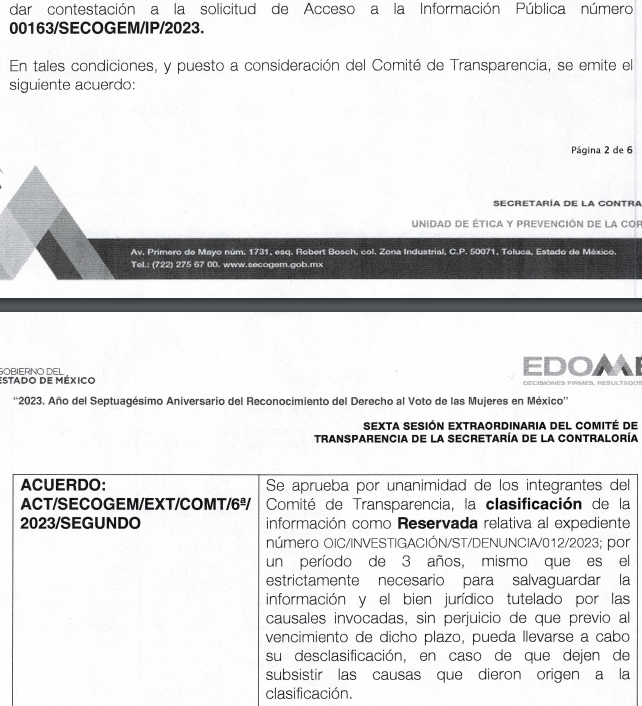 dar contestación a la solicitud de Acceso a la Información Pública número
00163/SECOGEM/IP/2023.
En tales condiciones, y puesto a consideración del Comité de Transparencia, se emite el
siguiente acuerdo:
Página 2 de 6
SECRETARÍA DE LA CONTRA
UNIDAD DE ÉTICA Y PREVENCIÓN DE LA COR
Av. Primero de Mayo núm. 1731, esq. Robert Bosch, col. Zona Industrial, C.P. 50071, Toluca, Estado de México.
Tel.: (722) 275 67 00. www.secogem.gob.mx
GOBIERNO DEL
ESTADO DE MÉXICO
EDOMÉ
DECISIONES FIRMES, RESULTADOS
“2023. Año del Septuagésimo Aniversario del Reconocimiento del Derecho al Voto de las Mujeres en México”
SEXTA SESIÓN EXTRAORDINARIA DEL COMITÉ DE
TRANSPARENCIA DE LA SECRETARÍA DE LA CONTRALORÍA
ACUERDO:
ACT/SECOGEM/EXT/COMT/6ª/
2023/SEGUNDO
Se aprueba por unanimidad de los integrantes del
Comité de Transparencia, la clasificación de la
información como Reservada relativa al expediente
número OIC/INVESTIGACIÓN/ST/DENUNCIA/012/2023; por
un período de 3 años, mismo que es el
estrictamente necesario para salvaguardar la
información y el bien jurídico tutelado por las
causales invocadas, sin perjuicio de que previo al
vencimiento de dicho plazo, pueda llevarse a cabo
su desclasificación, en caso de que dejen de
subsistir las causas que dieron origen a la
clasificación.